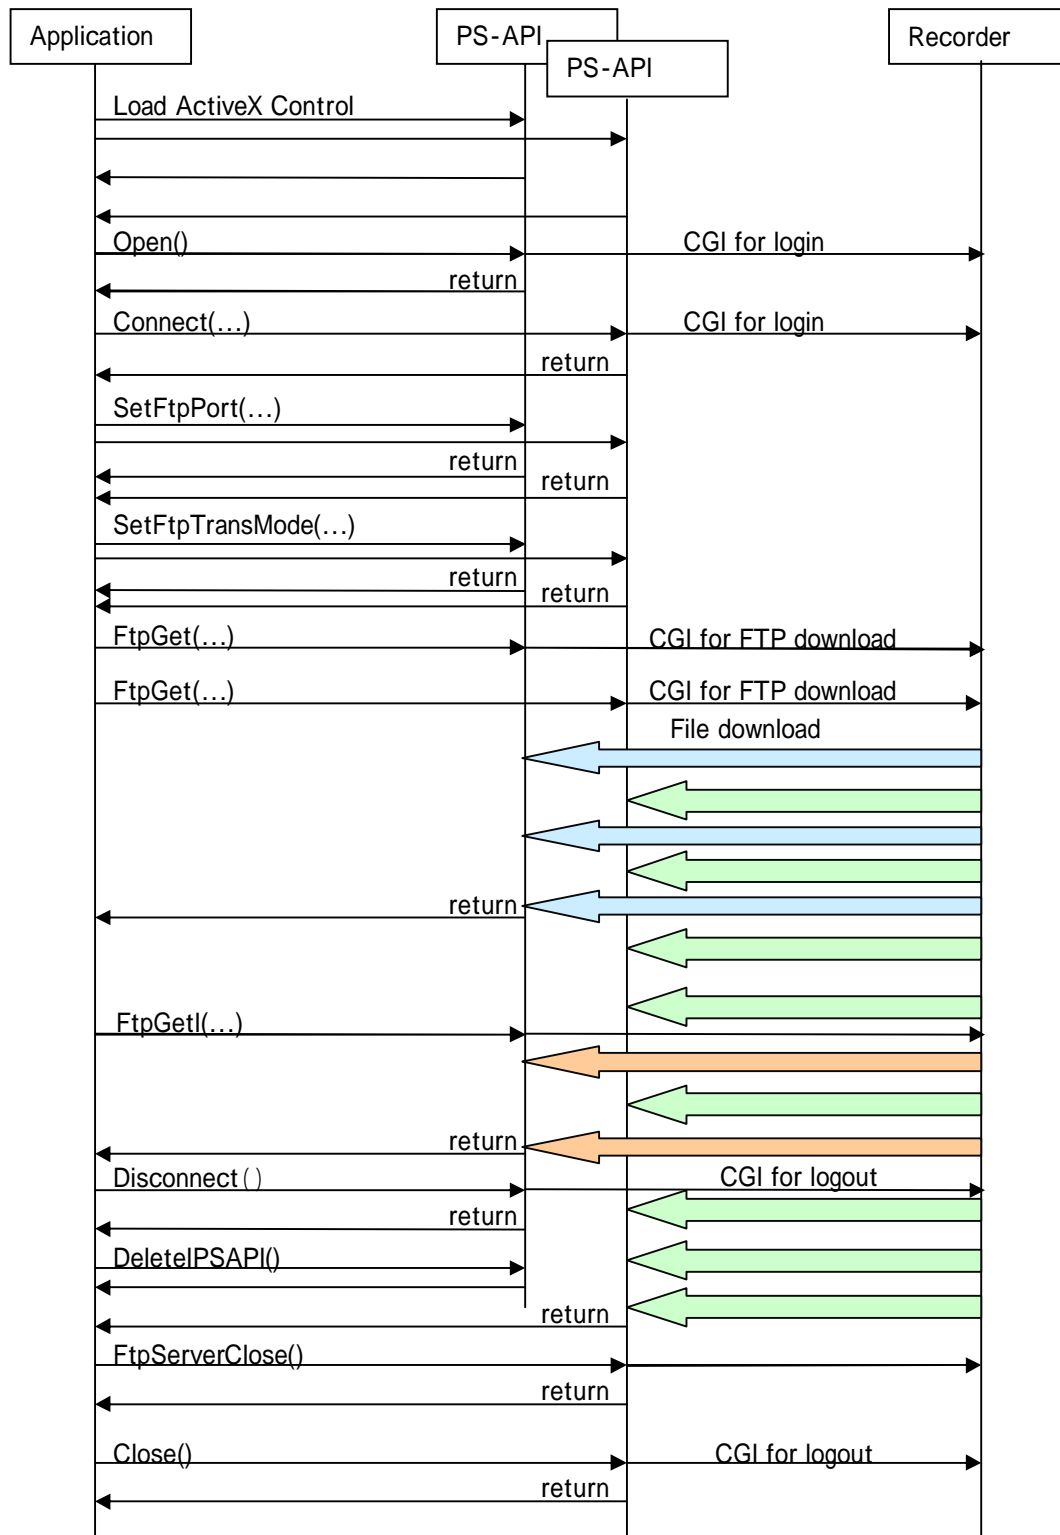 Application
PS-API
PS-API
Recorder
Load ActiveX Control
Open()
CGI for login
return
Connect(…)
CGI for login
return
SetFtpPort(…)
return
return
SetFtpTransMode(…)
return
return
FtpGet(…)
CGI for FTP download
FtpGet(…)
CGI for FTP download
File download
return
FtpGetI(…)
return
Disconnect()
CGI for logout
return
DeleteIPSAPI()
return
FtpServerClose()
return
Close()
CGI for logout
return